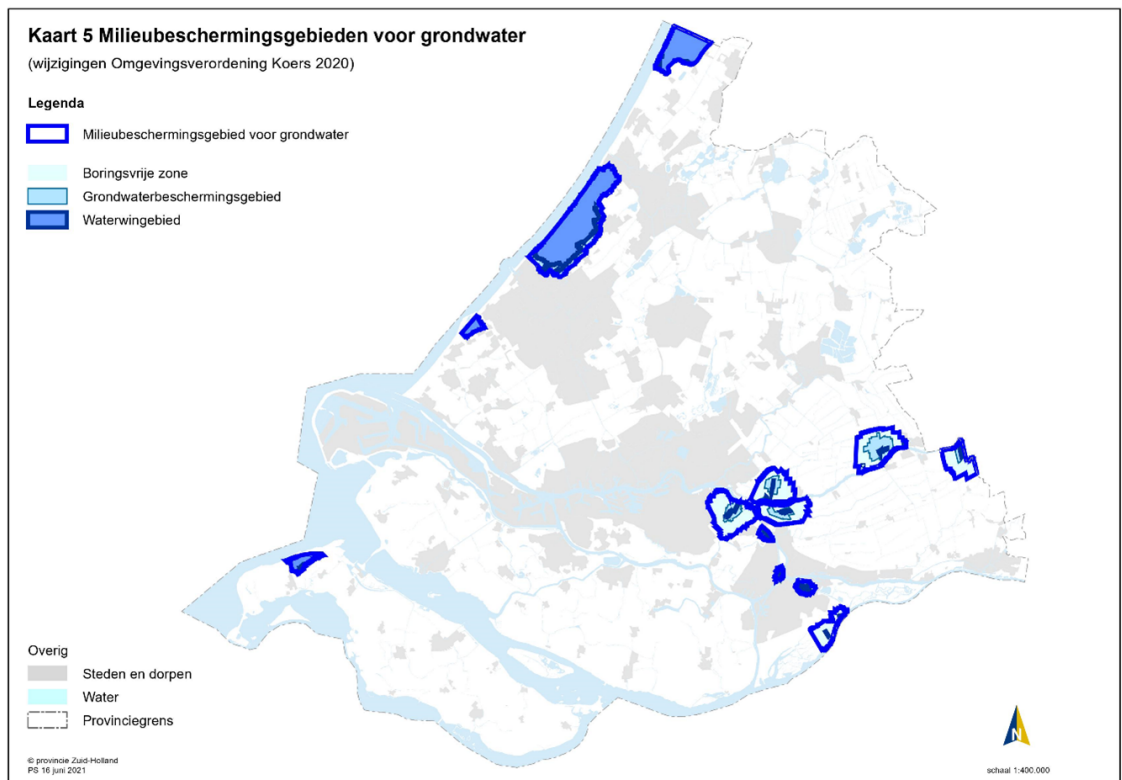 Kaart 5 Milieubeschermingsgebieden voor grondwater
(wijzigingen Omgevingsverordening Koers 2020)
Legenda
Milieubeschermingsgebied voor grondwater
Boringsvrije zone
Grondwaterbeschermingsgebied
Waterwingebied
Overig
Steden en dorpen
Water
Provinciegrens
© provincie Zuid-Holland
PS 16 juni 2021
N
schaal 1:400.000